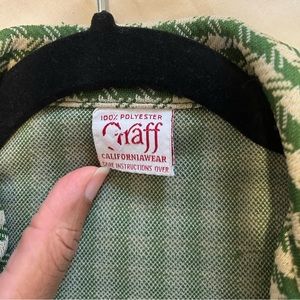 100% POLYESTER
Graff
CALIFORNIAWEAR
CARE INSTRUCTIONS OVER